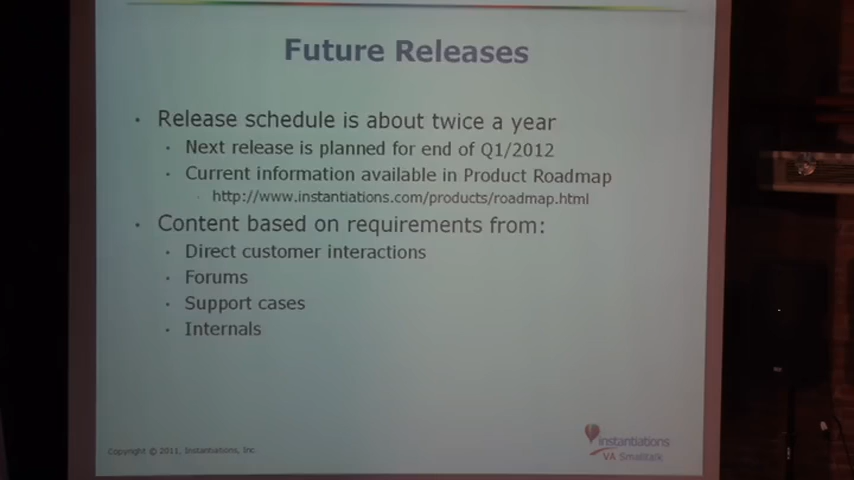 Future Releases
• Release schedule is about twice a year
• Next release is planned for end of Q1/2012
• Current information available in Product Roadmap
http://www.instantiations.com/products/roadmap.html
• Content based on requirements from:
• Direct customer interactions
• Forums
• Support cases
• Internals
Copyright © 2011, Instantiations, Inc.
instantiations
VA Smalltalk